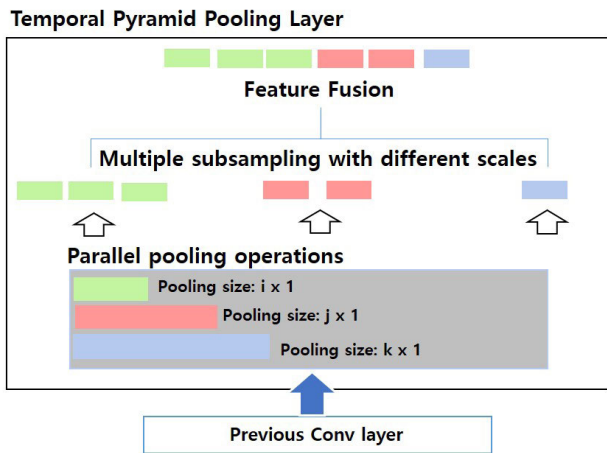 Temporal Pyramid Pooling Layer
Feature Fusion
Multiple subsampling with different scales
Parallel pooling operations
Pooling size: i x 1
Pooling size: j x 1
Pooling size: k x 1
Previous Conv layer